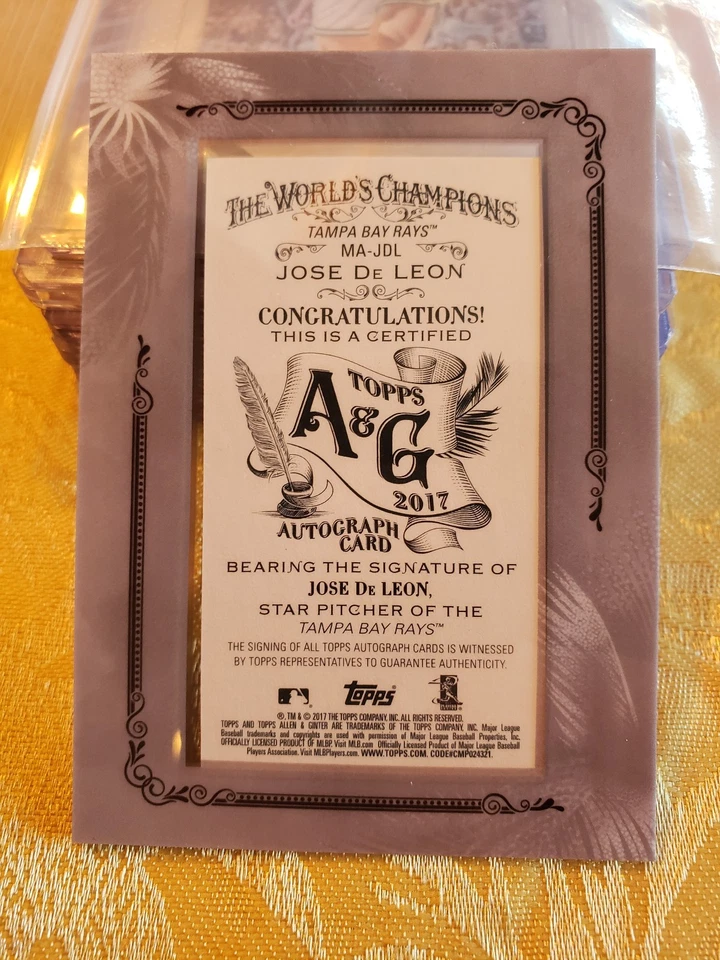 THE WORLD'S CHAMPIONS
TAMPA BAY RAYS™
MA-JDL
JOSE DE LEON
CONGRATULATIONS!
THIS IS A CERTIFIED
TOPPS
A&G
2017
AUTOGRAPH
CARD
BEARING THE SIGNATURE OF
JOSE DE LEON,
STAR PITCHER OF THE
TAMPA BAY RAYS™
THE SIGNING OF ALL TOPPS AUTOGRAPH CARDS IS WITNESSED
BY TOPPS REPRESENTATIVES TO GUARANTEE AUTHENTICITY.
topps
®, TM & © 2017 THE TOPPS COMPANY, INC. ALL RIGHTS RESERVED.
TOPPS AND TOPPS ALLEN & GINTER ARE TRADEMARKS OF THE TOPPS COMPANY, INC. Major League
Baseball trademarks and copyrights are used with permission of Major League Baseball Properties, Inc.
OFFICIALLY LICENSED PRODUCT OF MLBP. Visit MLB.com Officially Licensed Product of Major League Baseball
Players Association. Visit MLBPlayers.com. WWW.TOPPS.COM. CODE#CMP024321.